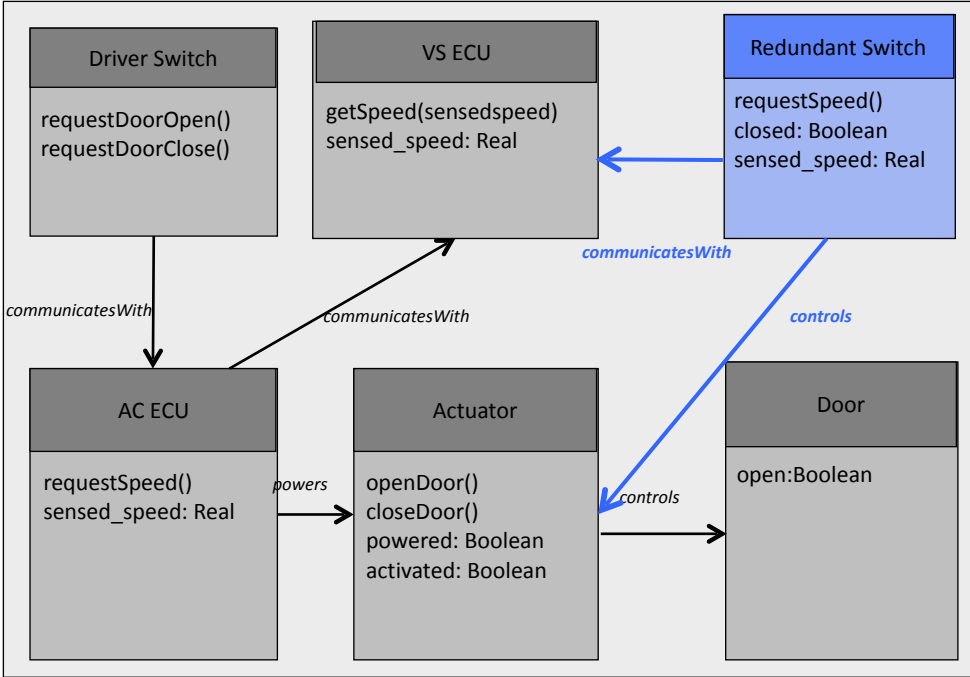 Driver Switch
requestDoorOpen()
requestDoorClose()
VS ECU
getSpeed(sensedspeed)
sensed_speed: Real
Redundant Switch
requestSpeed()
closed: Boolean
sensed_speed: Real
communicatesWith
communicatesWith
communicatesWith
controls
AC ECU
requestSpeed()
sensed_speed: Real
powers
Actuator
openDoor()
closeDoor()
powered: Boolean
activated: Boolean
controls
Door
open:Boolean